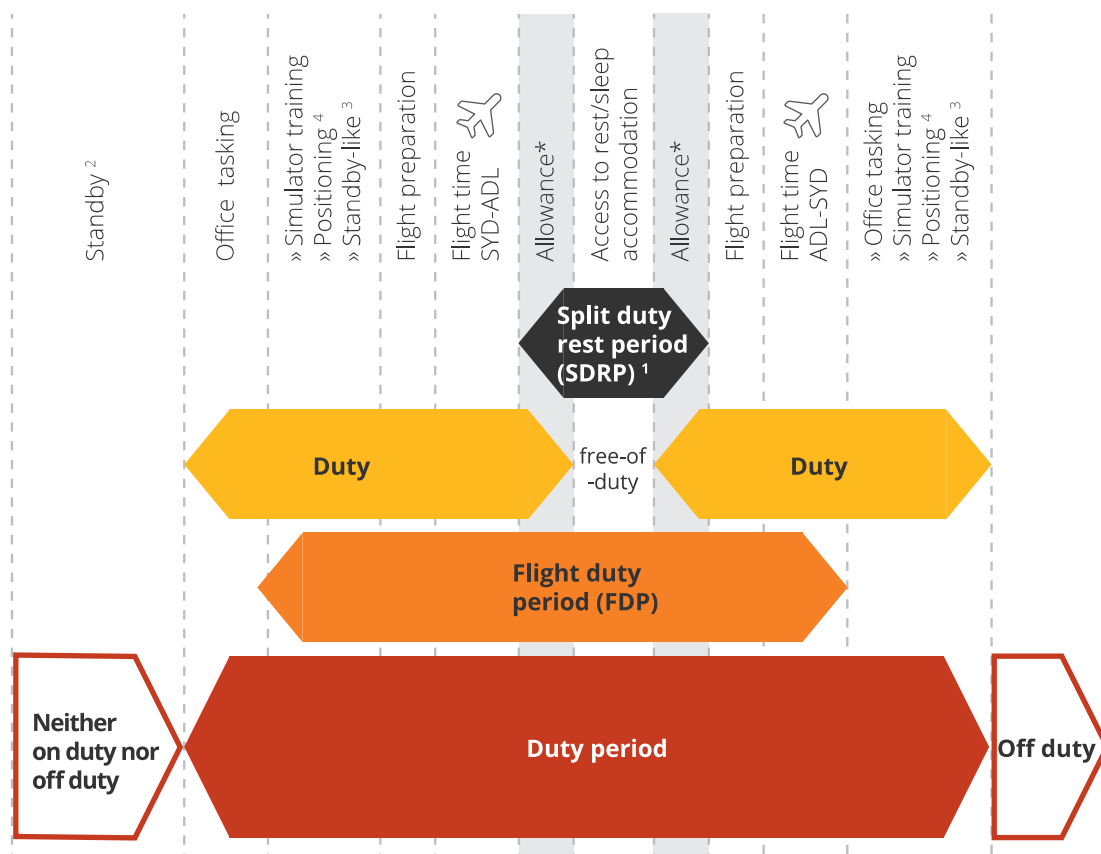 Standby ²
Office tasking
» Simulator training
» Positioning ⁴
» Standby-like ³
Flight preparation
Flight time
SYD-ADL
Allowance*
Access to rest/sleep
accommodation
Allowance*
Flight preparation
Flight time
ADL-SYD
» Office tasking
» Simulator training
» Positioning ⁴
» Standby-like ³
Split duty
rest period
(SDRP) ¹
Duty
free-of
-duty
Duty
Flight duty
period (FDP)
Neither
on duty nor
off duty
Duty period
Off duty